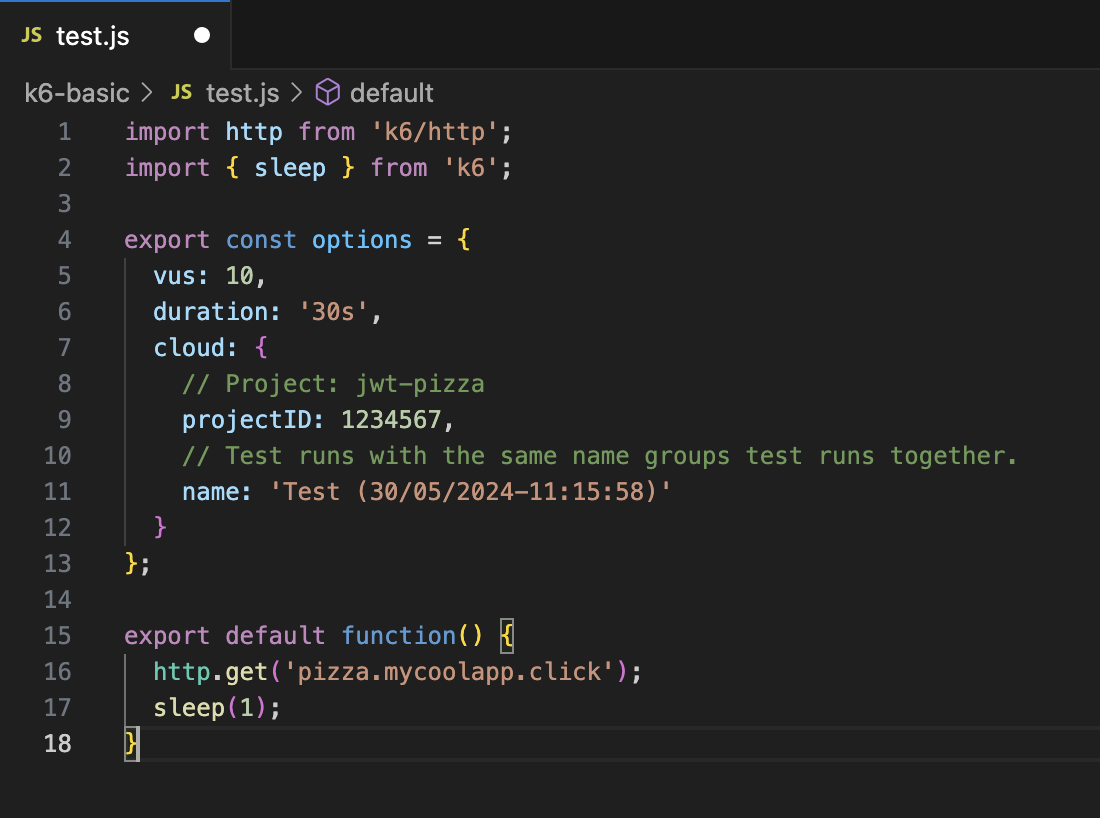 JS test.js
k6-basic > JS test.js > default
1 import http from 'k6/http';
2 import { sleep } from 'k6';
3
4 export const options = {
5   vus: 10,
6   duration: '30s',
7   cloud: {
8     // Project: jwt-pizza
9     projectID: 1234567,
10     // Test runs with the same name groups test runs together.
11     name: 'Test (30/05/2024-11:15:58)'
12   }
13 };
14
15 export default function() {
16   http.get('pizza.mycoolapp.click');
17   sleep(1);
18 }